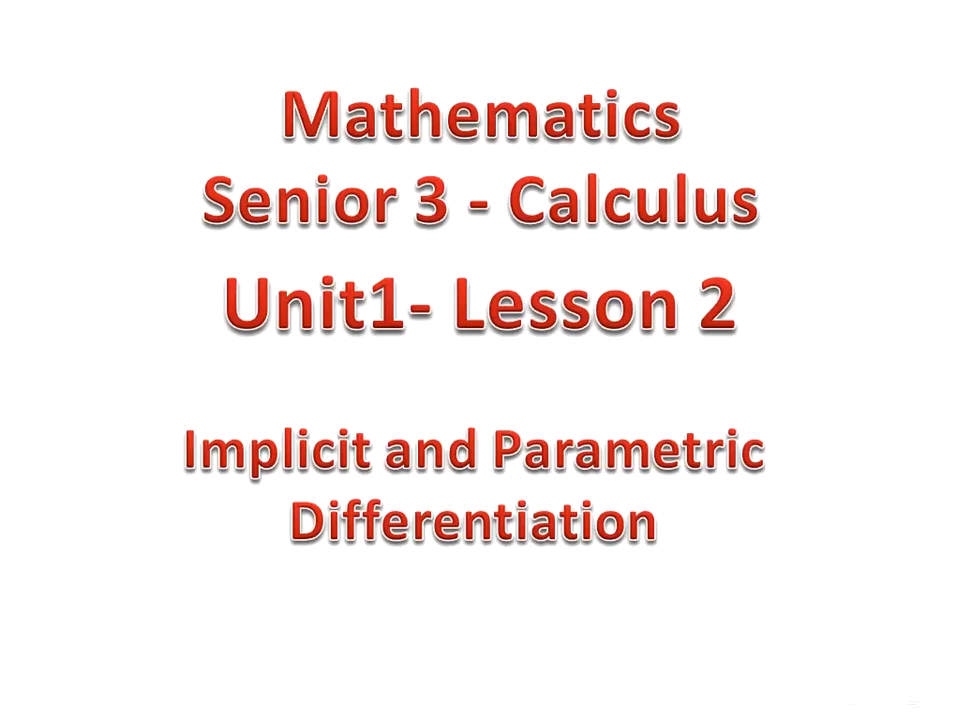 Mathematics
Senior 3 - Calculus
Unit1- Lesson 2
Implicit and Parametric
Differentiation